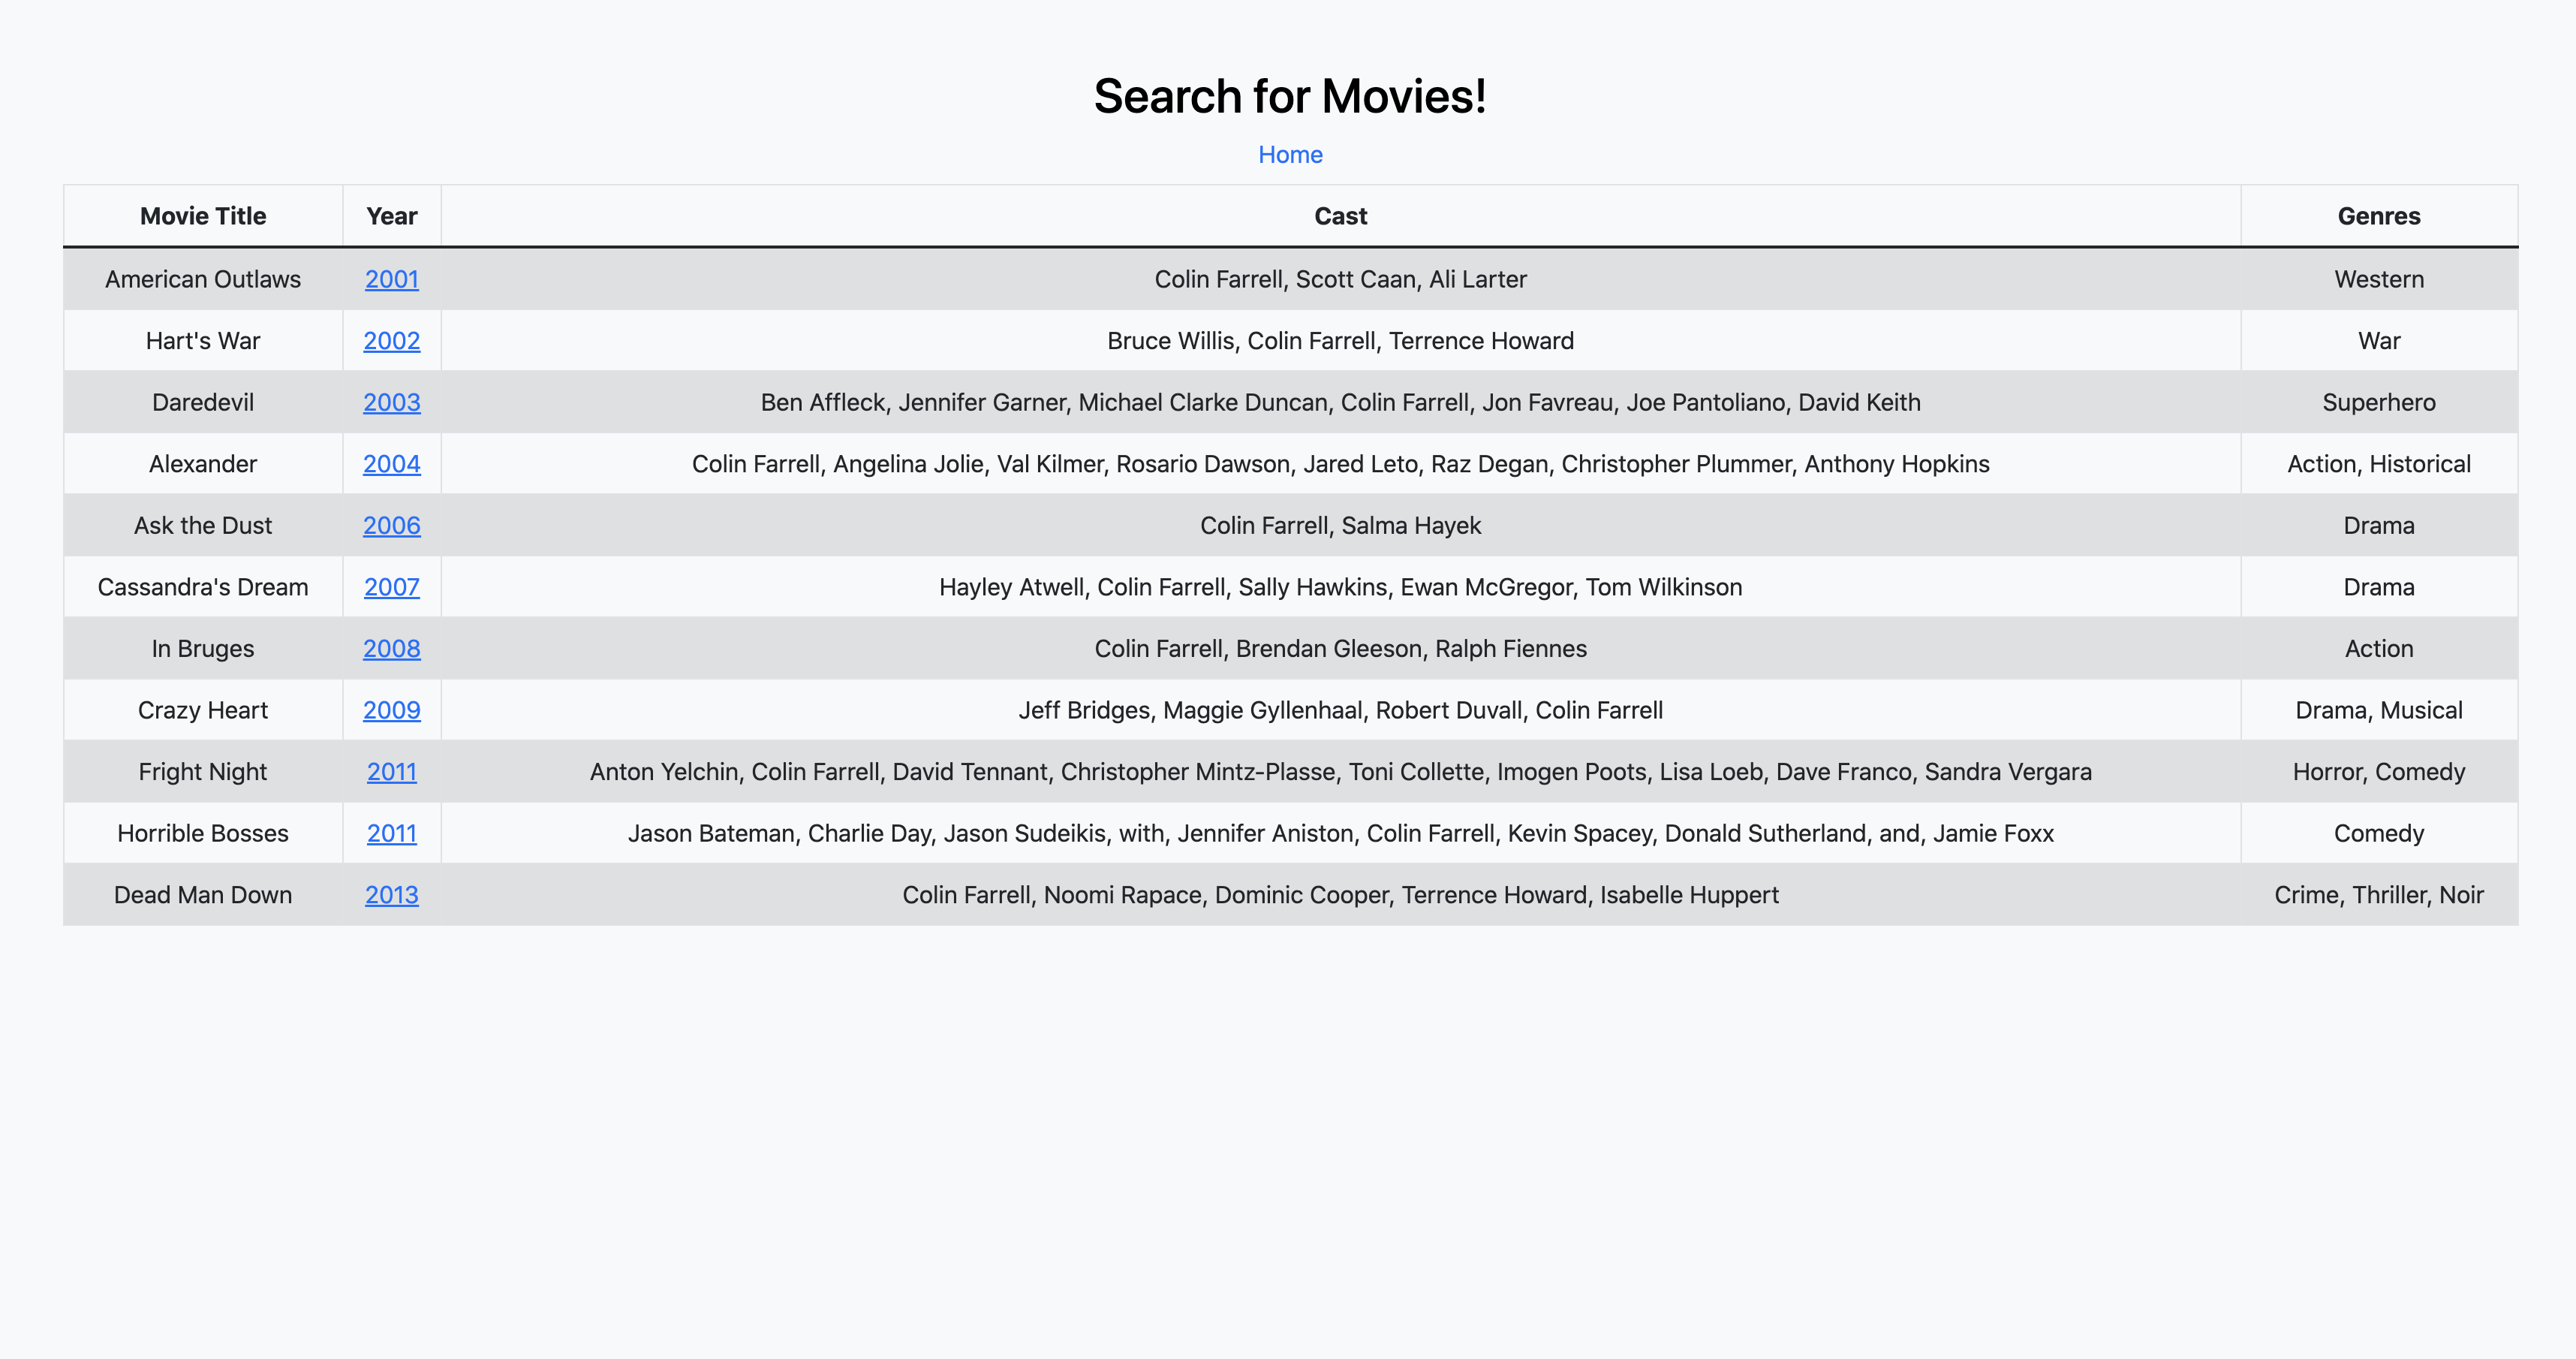 Search for Movies!
Home
Movie Title Year Cast Genres
American Outlaws 2001 Colin Farrell, Scott Caan, Ali Larter Western
Hart's War 2002 Bruce Willis, Colin Farrell, Terrence Howard War
Daredevil 2003 Ben Affleck, Jennifer Garner, Michael Clarke Duncan, Colin Farrell, Jon Favreau, Joe Pantoliano, David Keith Superhero
Alexander 2004 Colin Farrell, Angelina Jolie, Val Kilmer, Rosario Dawson, Jared Leto, Raz Degan, Christopher Plummer, Anthony Hopkins Action, Historical
Ask the Dust 2006 Colin Farrell, Salma Hayek Drama
Cassandra's Dream 2007 Hayley Atwell, Colin Farrell, Sally Hawkins, Ewan McGregor, Tom Wilkinson Drama
In Bruges 2008 Colin Farrell, Brendan Gleeson, Ralph Fiennes Action
Crazy Heart 2009 Jeff Bridges, Maggie Gyllenhaal, Robert Duvall, Colin Farrell Drama, Musical
Fright Night 2011 Anton Yelchin, Colin Farrell, David Tennant, Christopher Mintz-Plasse, Toni Collette, Imogen Poots, Lisa Loeb, Dave Franco, Sandra Vergara Horror, Comedy
Horrible Bosses 2011 Jason Bateman, Charlie Day, Jason Sudeikis, with, Jennifer Aniston, Colin Farrell, Kevin Spacey, Donald Sutherland, and, Jamie Foxx Comedy
Dead Man Down 2013 Colin Farrell, Noomi Rapace, Dominic Cooper, Terrence Howard, Isabelle Huppert Crime, Thriller, Noir